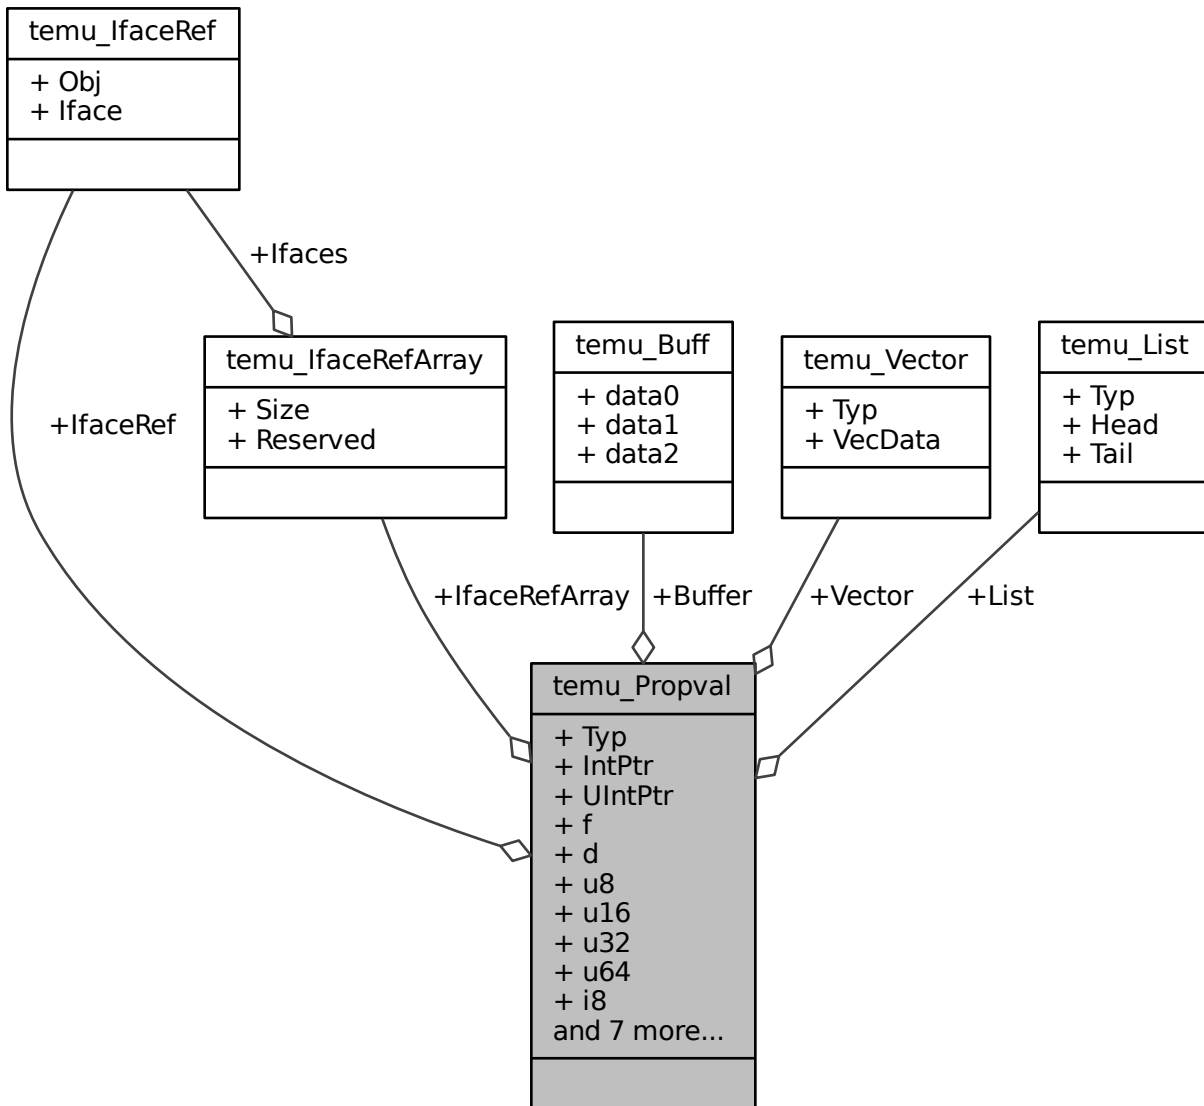 temu_IfaceRef
+ Obj
+ Iface
+Ifaces
+IfaceRef
temu_IfaceRefArray
+ Size
+ Reserved
temu_Buff
+ data0
+ data1
+ data2
temu_Vector
+ Typ
+ VecData
temu_List
+ Typ
+ Head
+ Tail
+IfaceRefArray
+Buffer
+Vector
+List
temu_Propval
+ Typ
+ IntPtr
+ UIntPtr
+ f
+ d
+ u8
+ u16
+ u32
+ u64
+ i8
and 7 more...